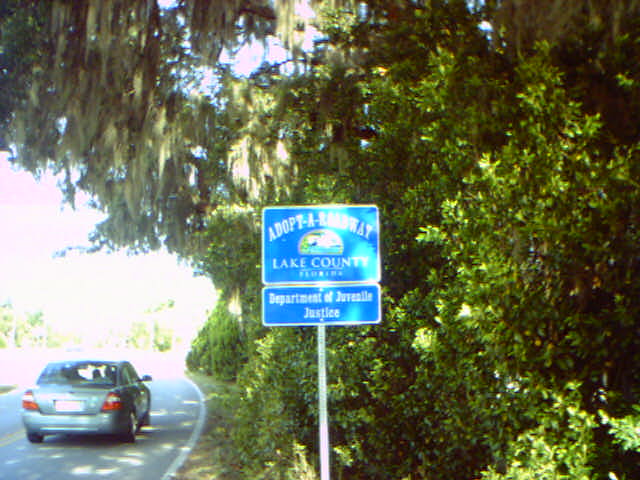 ADOPT-A-ROADWAY
LAKE COUNTY
FLORIDA
Department of Juvenile
Justice